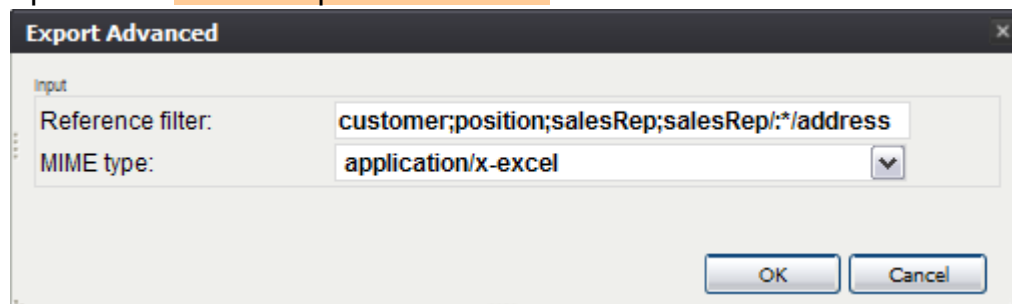 Export Advanced
Input
Reference filter: customer;position;salesRep;salesRep/:*/address
MIME type: application/x-excel
OK Cancel